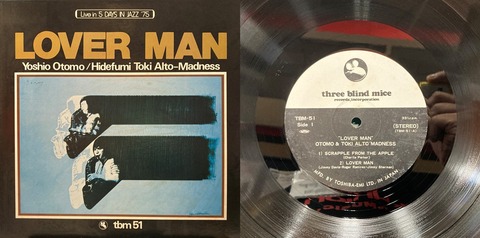 Live in 5 DAYS IN JAZZ '75
LOVER MAN
Yoshio Otomo/Hidefumi Toki Alto-Madness
tbm 51
three blind mice
records, incorporation
TBM-51
Side 1
(STEREO)
"LOVER MAN"
OTOMO & TOKI ALTO MADNESS
1) SCRAPPLE FROM THE APPLE
(Charlie Parker)
2) LOVER MAN
MFD. BY TOSHIBA-EMI LTD. IN JAPAN